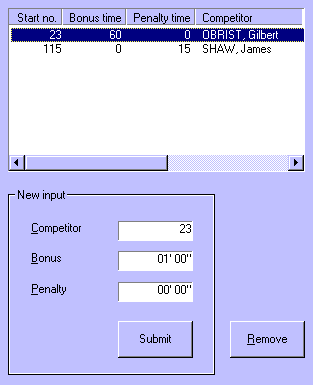 Start no. Bonus time Penalty time Competitor
23 60 0 OBRIST, Gilbert
115 0 15 SHAW, James
New input
Competitor 23
Bonus 01' 00"
Penalty 00' 00"
Submit Remove